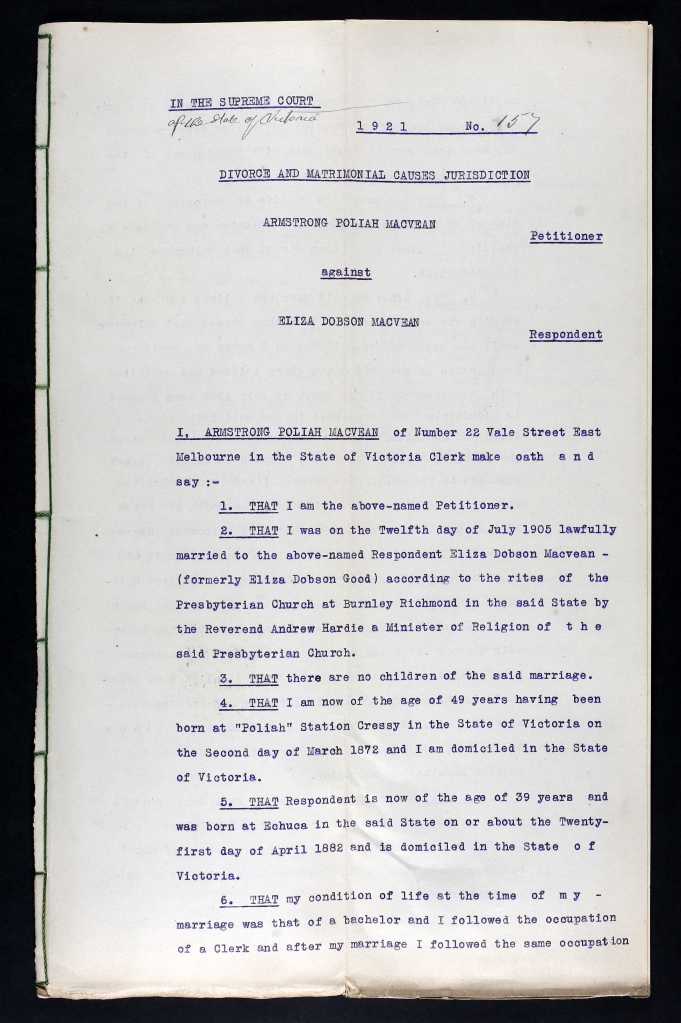 IN THE SUPREME COURT
of the State of Victoria
1 9 2 1 No. 157
DIVORCE AND MATRIMONIAL CAUSES JURISDICTION
ARMSTRONG POLIAH MACVEAN
Petitioner
against
ELIZA DOBSON MACVEAN
Respondent
I, ARMSTRONG POLIAH MACVEAN of Number 22 Vale Street East
Melbourne in the State of Victoria Clerk make oath a n d
say :-
1. THAT I am the above-named Petitioner.
2. THAT I was on the Twelfth day of July 1905 lawfully
married to the above-named Respondent Eliza Dobson Macvean -
(formerly Eliza Dobson Good) according to the rites of the
Presbyterian Church at Burnley Richmond in the said State by
the Reverend Andrew Hardie a Minister of Religion of t h e
said Presbyterian Church.
3. THAT there are no children of the said marriage.
4. THAT I am now of the age of 49 years having been
born at "Poliah" Station Cressy in the State of Victoria on
the Second day of March 1872 and I am domiciled in the State
of Victoria.
5. THAT Respondent is now of the age of 39 years and
was born at Echuca in the said State on or about the Twenty-
first day of April 1882 and is domiciled in the State o f
Victoria.
6. THAT my condition of life at the time of m y -
marriage was that of a bachelor and I followed the occupation
of a Clerk and after my marriage I followed the same occupation